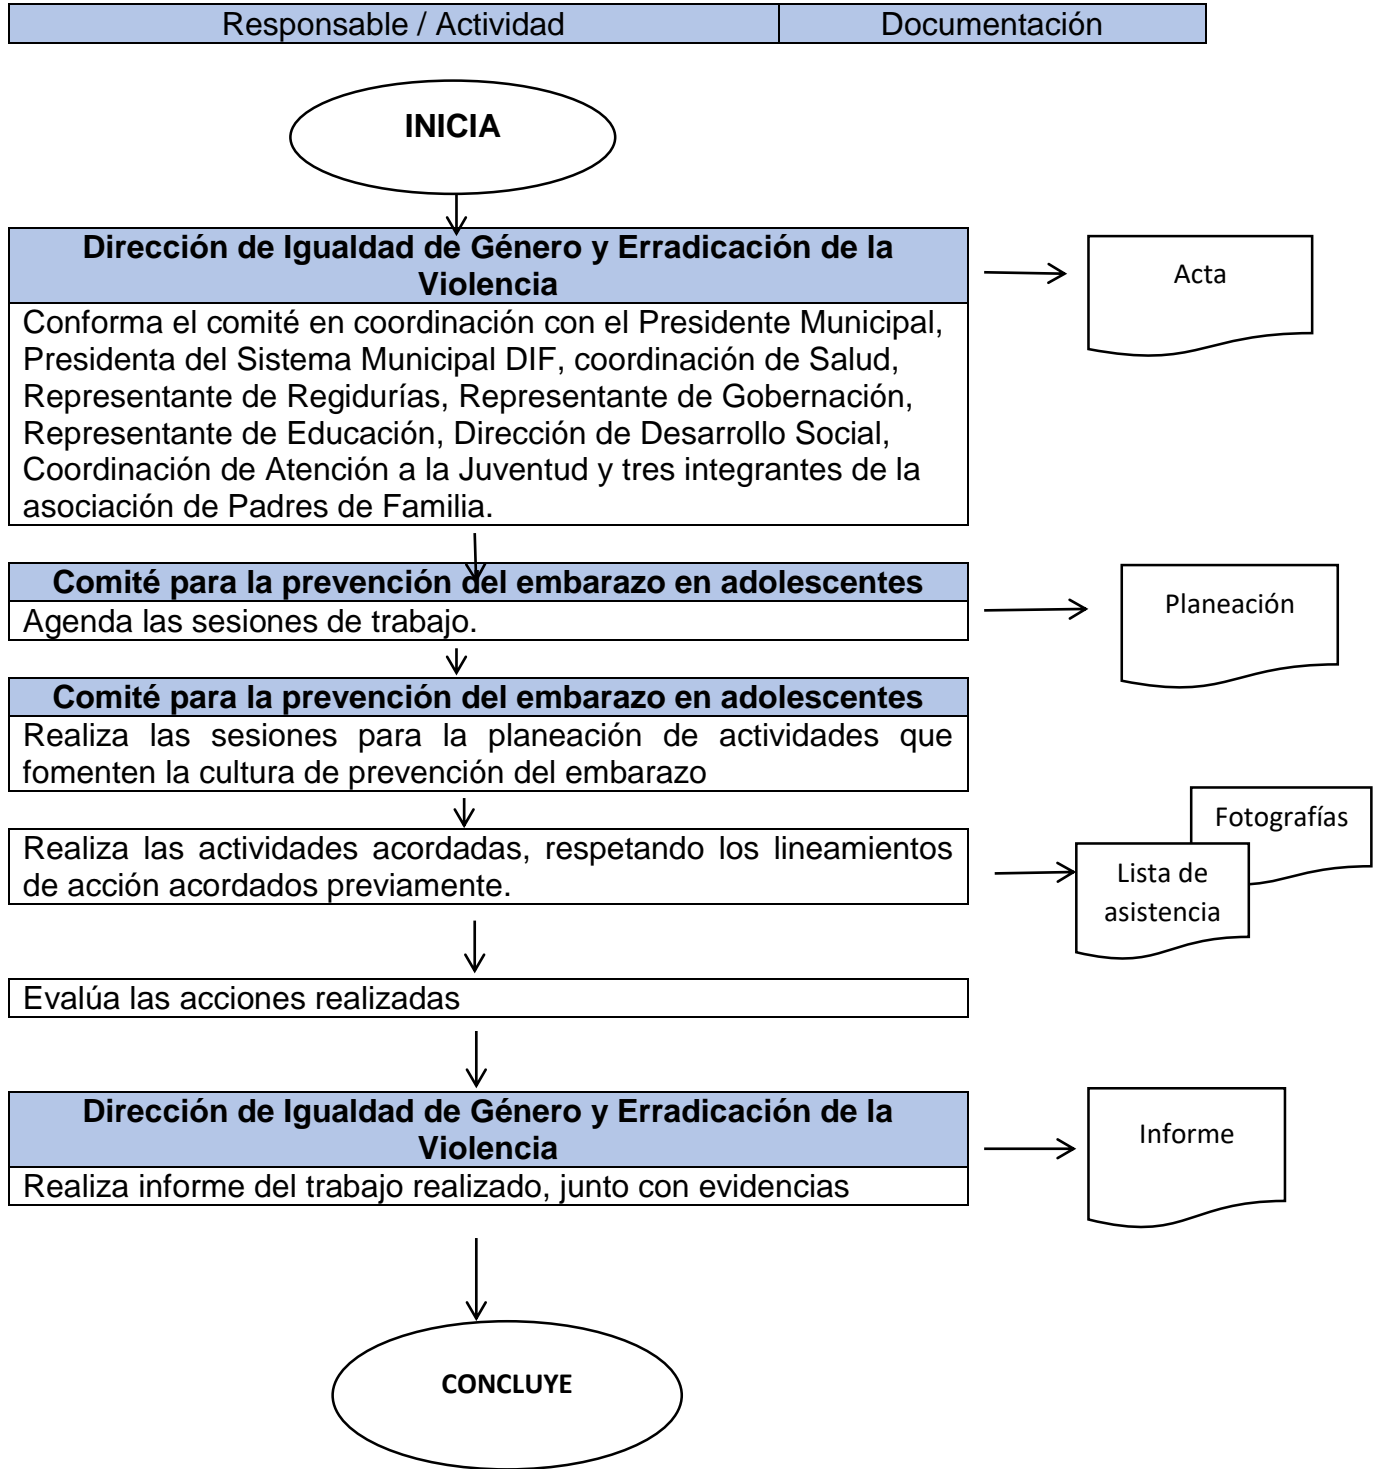 Responsable / Actividad
Documentación
INICIA
Dirección de Igualdad de Género y Erradicación de la
Violencia
Conforma el comité en coordinación con el Presidente Municipal,
Presidenta del Sistema Municipal DIF, coordinación de Salud,
Representante de Regidurías, Representante de Gobernación,
Representante de Educación, Dirección de Desarrollo Social,
Coordinación de Atención a la Juventud y tres integrantes de la
asociación de Padres de Familia.
Acta
Comité para la prevención del embarazo en adolescentes
Agenda las sesiones de trabajo.
Planeación
Comité para la prevención del embarazo en adolescentes
Realiza las sesiones para la planeación de actividades que
fomenten la cultura de prevención del embarazo
Realiza las actividades acordadas, respetando los lineamientos
de acción acordados previamente.
Fotografías
Lista de
asistencia
Evalúa las acciones realizadas
Dirección de Igualdad de Género y Erradicación de la
Violencia
Realiza informe del trabajo realizado, junto con evidencias
Informe
CONCLUYE